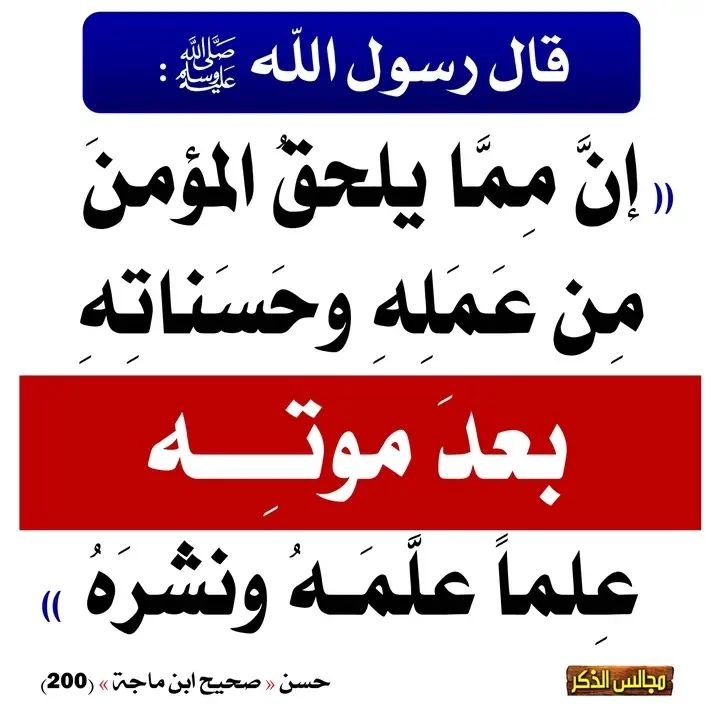 قال رسول الله ﷺ :
(( إنَّ مِمَّا يلحقُ المؤمنَ
مِن عَمَلِهِ وحَسَناتِهِ
بعدَ موتِـــه
عِلماً علَّمَـهُ ونشرَهُ ))
حسن « صحيح ابن ماجة » (200)
مجالس الذكر